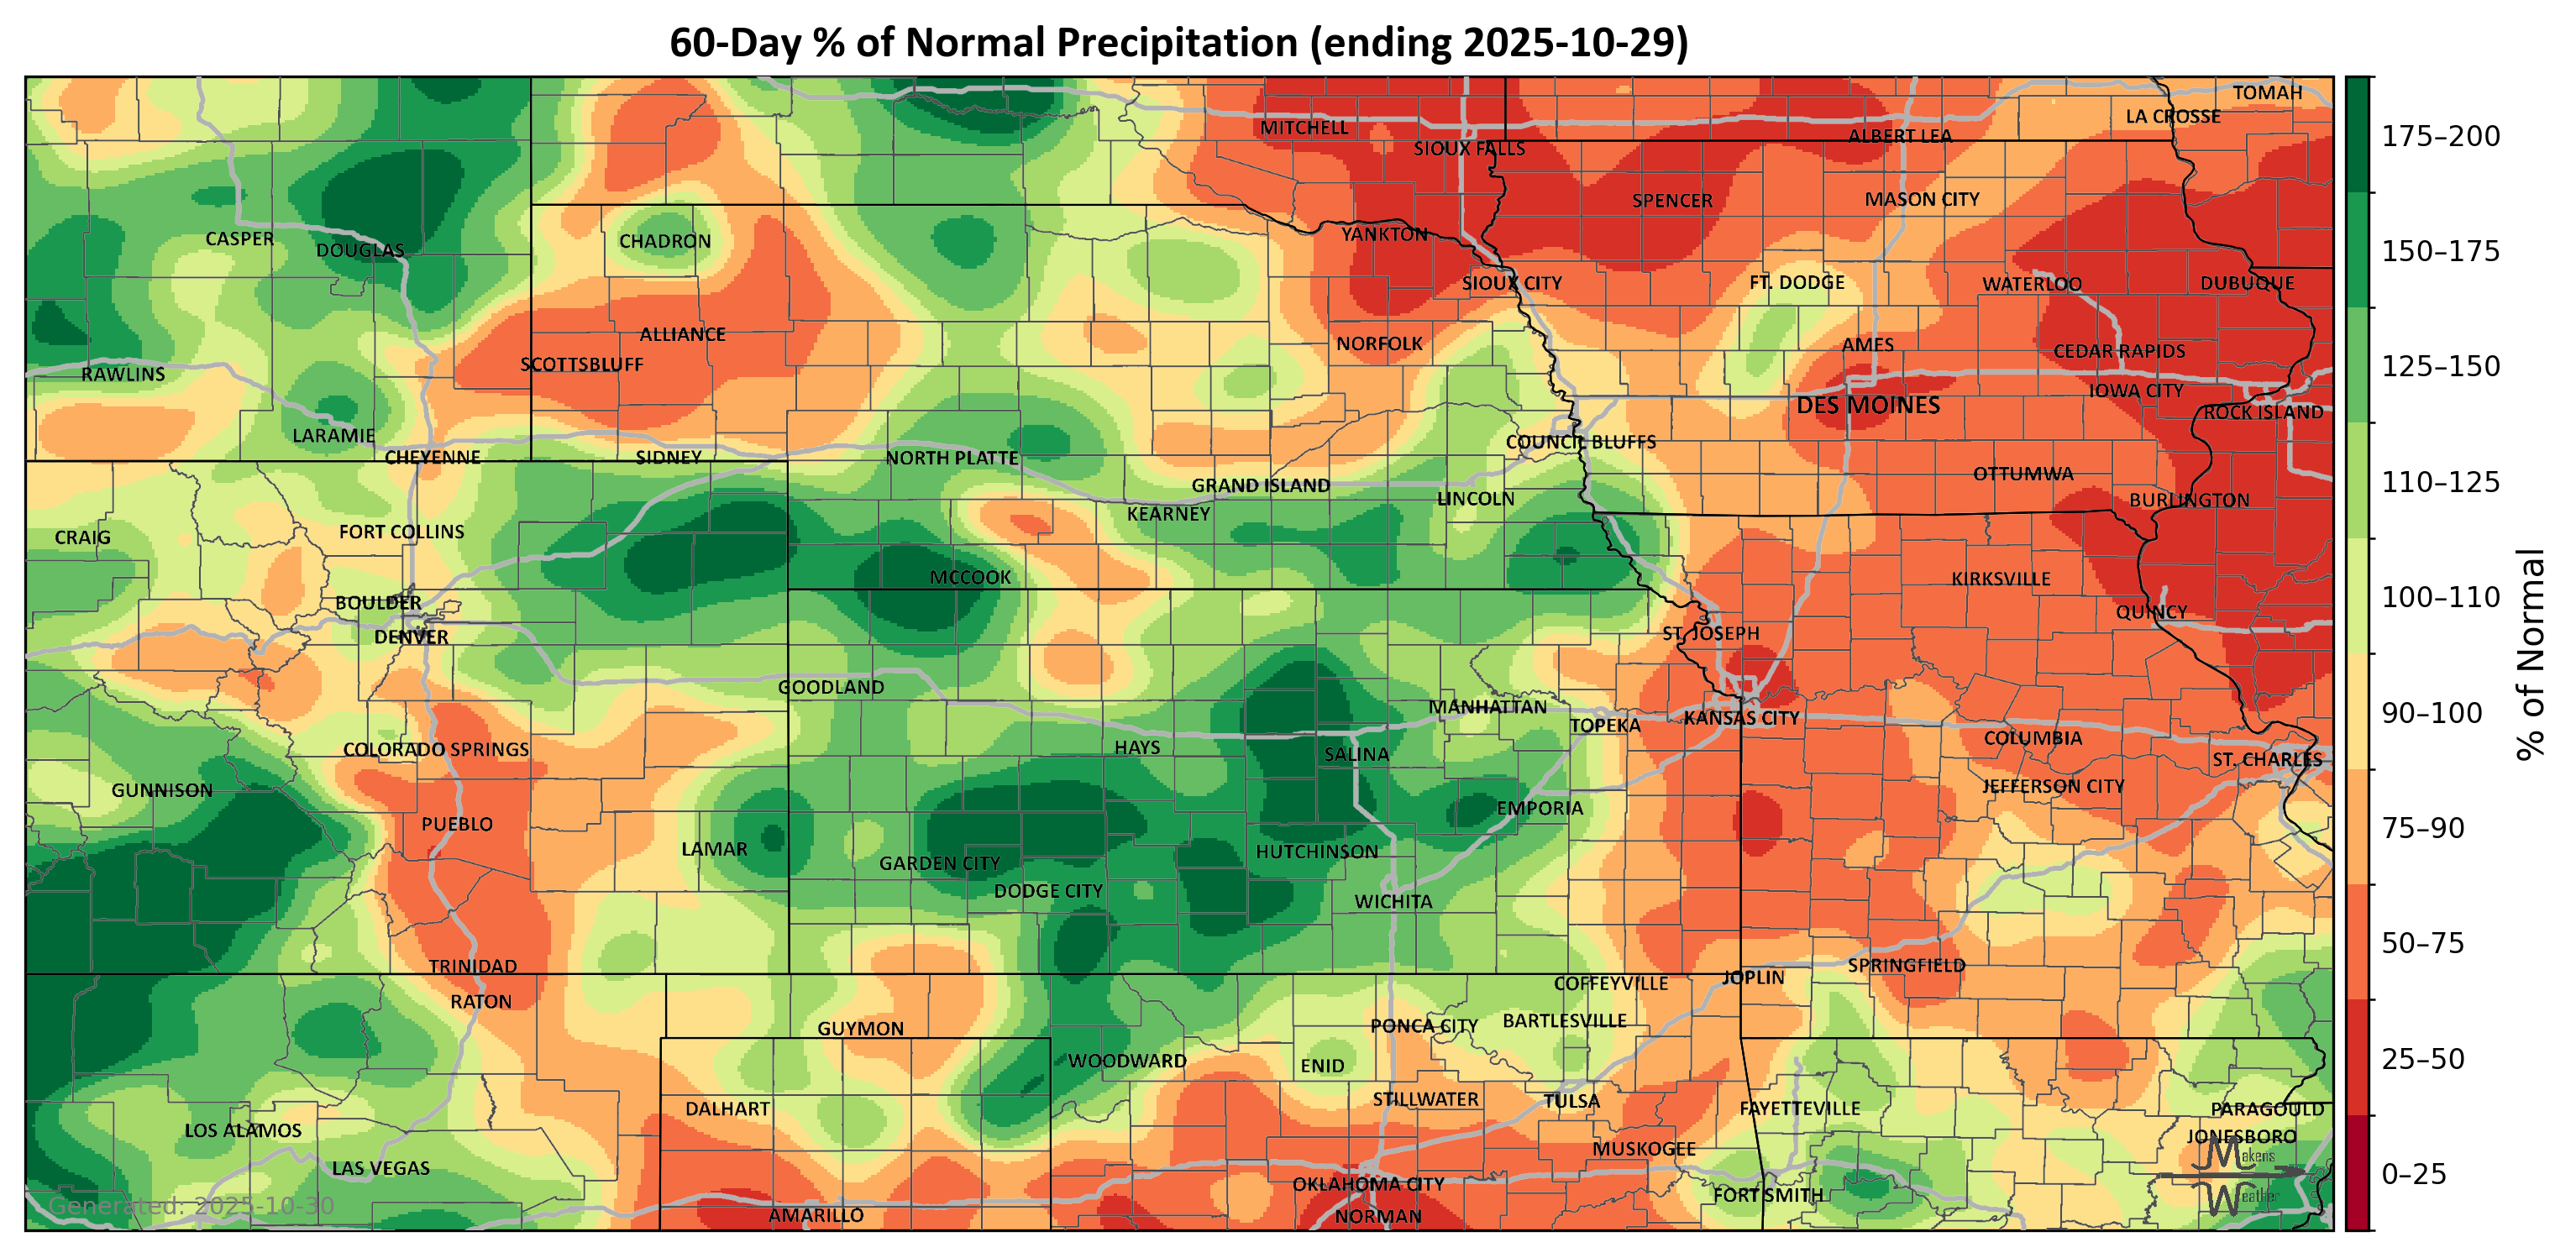 60-Day % of Normal Precipitation (ending 2025-10-29)
TOMAH
LA CROSSE
MITCHELL
ALBERT LEA
SIOUX FALLS
SPENCER
MASON CITY
YANKTON
CASPER
CHADRON
DOUGLAS
SIOUX CITY
FT. DODGE
WATERLOO
DUBUQUE
ALLIANCE
NORFOLK
AMES
CEDAR RAPIDS
SCOTTSBLUFF
RAWLINS
IOWA CITY
DES MOINES
ROCK ISLAND
LARAMIE
COUNCIL BLUFFS
CHEYENNE
SIDNEY
NORTH PLATTE
OTTUMWA
GRAND ISLAND
LINCOLN
BURLINGTON
KEARNEY
FORT COLLINS
CRAIG
MCCOOK
KIRKSVILLE
BOULDER
QUINCY
DENVER
ST. JOSEPH
GOODLAND
MANHATTAN
KANSAS CITY
TOPEKA
COLUMBIA
COLORADO SPRINGS
HAYS
SALINA
ST. CHARLES
GUNNISON
JEFFERSON CITY
EMPORIA
PUEBLO
LAMAR
HUTCHINSON
GARDEN CITY
DODGE CITY
WICHITA
TRINIDAD
SPRINGFIELD
JOPLIN
COFFEYVILLE
RATON
BARTLESVILLE
PONCA CITY
GUYMON
WOODWARD
ENID
STILLWATER
TULSA
DALHART
FAYETTEVILLE
PARAGOULD
LOS ALAMOS
JONESBORO
MUSKOGEE
LAS VEGAS
OKLAHOMA CITY
FORT SMITH
AMARILLO
NORMAN
Makens
Weather
Generated: 2025-10-30
175–200
150–175
125–150
110–125
100–110
90–100
75–90
50–75
25–50
0–25
% of Normal